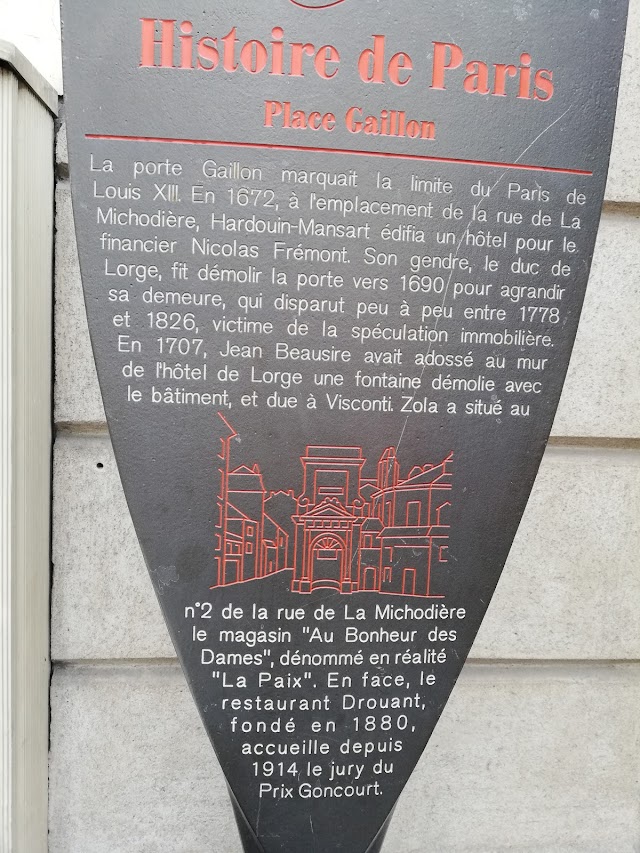 Histoire de Paris
Place Gaillon
La porte Gaillon marquait la limite du Paris de
Louis XIII. En 1672, à l'emplacement de la rue de La
Michodière, Hardouin-Mansart édifia un hôtel pour le
financier Nicolas Frémont. Son gendre, le duc de
Lorge, fit démolir la porte vers 1690 pour agrandir
sa demeure, qui disparut peu à peu entre 1778
et 1826, victime de la spéculation immobilière.
En 1707, Jean Beausire avait adossé au mur
de l'hôtel de Lorge une fontaine démolie avec
le bâtiment, et due à Visconti. Zola a situé au
n°2 de la rue de La Michodière
le magasin "Au Bonheur des
Dames", dénommé en réalité
"La Paix". En face, le
restaurant Drouant,
fondé en 1880,
accueille depuis
1914 le jury du
Prix Goncourt.